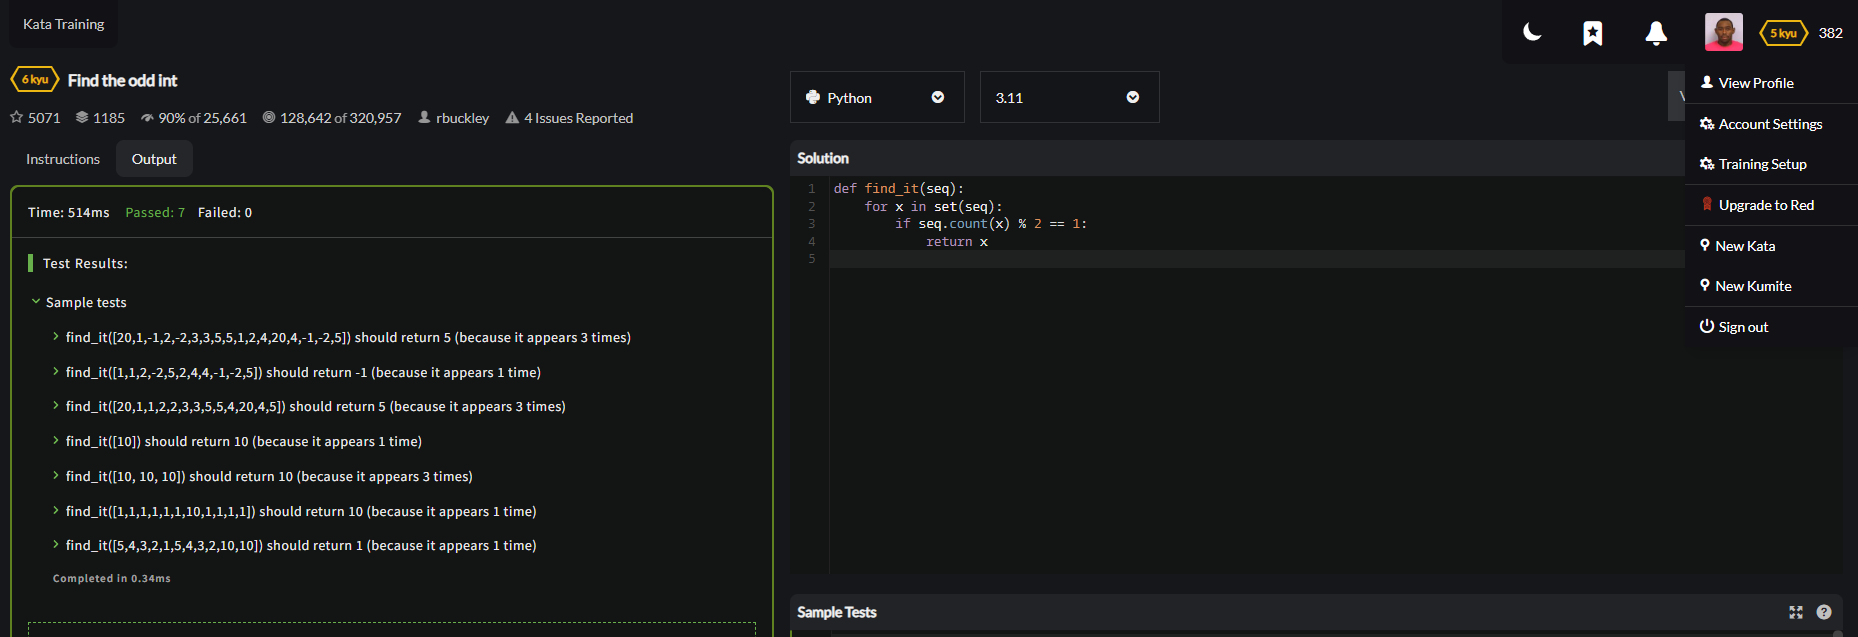 Kata Training
5 kyu 382
6 kyu Find the odd int
5071 1185 90% of 25,661 128,642 of 320,957 rbuckley 4 Issues Reported
Instructions Output
Time: 514ms Passed: 7 Failed: 0
Test Results:
Sample tests
find_it([20,1,-1,2,-2,3,3,5,5,1,2,4,20,4,-1,-2,5]) should return 5 (because it appears 3 times)
find_it([1,1,2,-2,5,2,4,4,-1,-2,5]) should return -1 (because it appears 1 time)
find_it([20,1,1,2,2,3,3,5,5,4,20,4,5]) should return 5 (because it appears 3 times)
find_it([10]) should return 10 (because it appears 1 time)
find_it([10, 10, 10]) should return 10 (because it appears 3 times)
find_it([1,1,1,1,1,1,10,1,1,1,1]) should return 10 (because it appears 1 time)
find_it([5,4,3,2,1,5,4,3,2,10,10]) should return 1 (because it appears 1 time)
Completed in 0.34ms
Python 3.11
Solution
1 def find_it(seq):
2     for x in set(seq):
3         if seq.count(x) % 2 == 1:
4             return x
5
Sample Tests
View Profile
Account Settings
Training Setup
Upgrade to Red
New Kata
New Kumite
Sign out